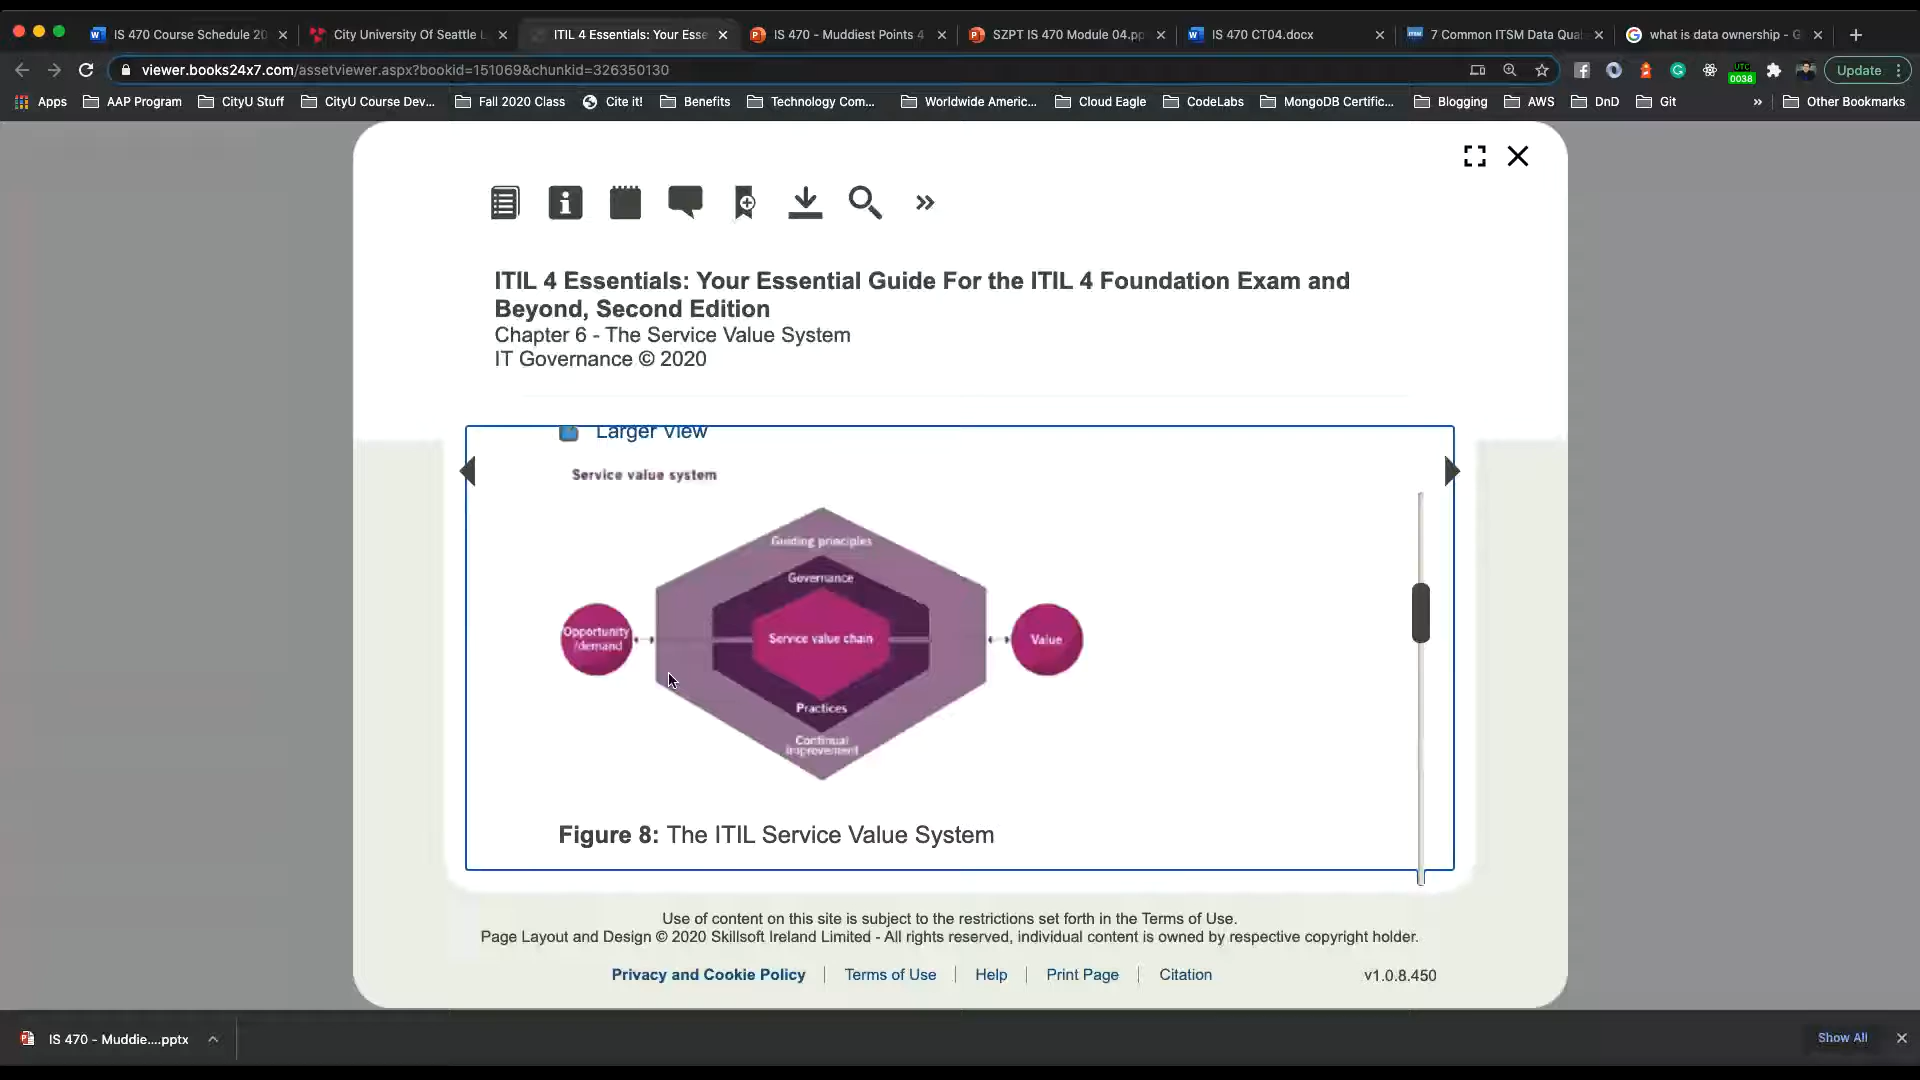 IS 470 Course Schedule 20
City University Of Seattle L
ITIL 4 Essentials: Your Esse
IS 470 - Muddiest Points 4
SZPT IS 470 Module 04.pp
IS 470 CT04.docx
7 Common ITSM Data Qual
what is data ownership - G
viewer.books24x7.com/assetviewer.aspx?bookid=151069&chunkid=326350130
UTC
0038
Update
Apps
AAP Program
CityU Stuff
CityU Course Dev...
Fall 2020 Class
Cite it!
Benefits
Technology Com...
Worldwide Americ...
Cloud Eagle
CodeLabs
MongoDB Certific...
Blogging
AWS
DnD
Git
»
Other Bookmarks
ITIL 4 Essentials: Your Essential Guide For the ITIL 4 Foundation Exam and
Beyond, Second Edition
Chapter 6 - The Service Value System
IT Governance © 2020
Larger View
Service value system
Guiding principles
Governance
Opportunity
/demand
Service value chain
Value
Practices
Continual
improvement
Figure 8: The ITIL Service Value System
Use of content on this site is subject to the restrictions set forth in the Terms of Use.
Page Layout and Design © 2020 Skillsoft Ireland Limited - All rights reserved, individual content is owned by respective copyright holder.
Privacy and Cookie Policy | Terms of Use | Help | Print Page | Citation
v1.0.8.450
IS 470 - Muddie....pptx
Show All